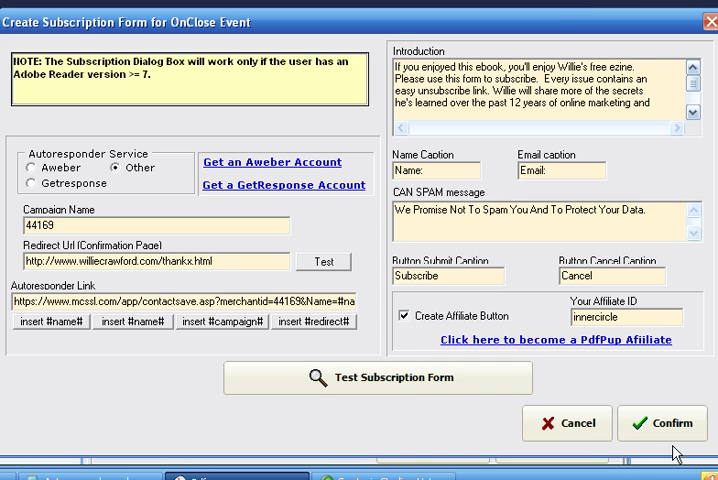 Create Subscription Form for OnClose Event
NOTE: The Subscription Dialog Box will work only if the user has an
Adobe Reader version >= 7.
Autoresponder Service
Aweber
Other
Getresponse
Get an Aweber Account
Get a GetResponse Account
Campaign Name
44169
Redirect Url (Confirmation Page)
http://www.williecrawford.com/thankx.html
Test
Autoresponder Link
https://www.mcssl.com/app/contactsave.asp?merchantid=44169&Name=#na
insert #name#
insert #name#
insert #campaign#
insert #redirect#
Introduction
If you enjoyed this ebook, you'll enjoy Willie's free ezine.
Please use this form to subscribe.  Every issue contains an
easy unsubscribe link. Willie will share more of the secrets
he's learned over the past 12 years of online marketing and
Name Caption
Email caption
Name:
Email:
CAN SPAM message
We Promise Not To Spam You And To Protect Your Data.
Button Submit Caption
Button Cancel Caption
Subscribe
Cancel
Create Affiliate Button
Your Affiliate ID
innercircle
Click here to become a PdfPup Afiiliate
Test Subscription Form
Cancel
Confirm